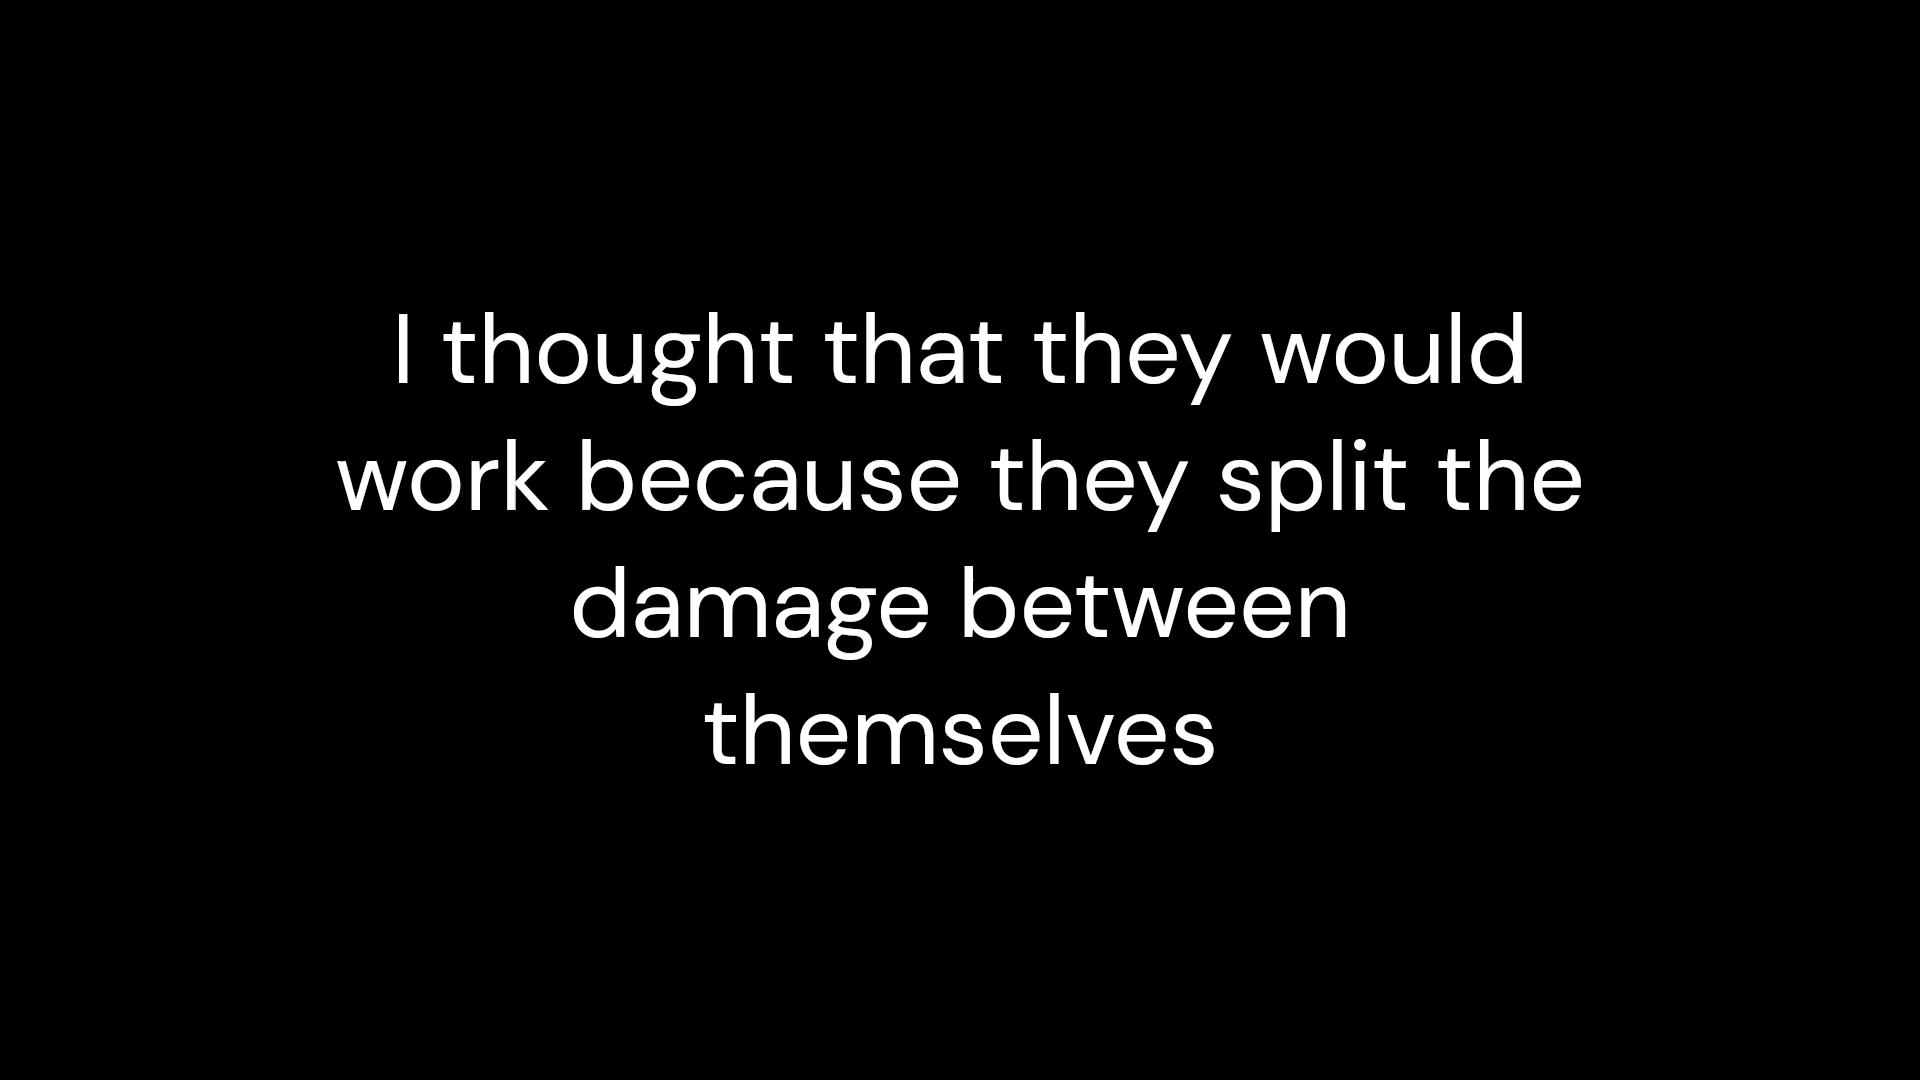 I thought that they would
work because they split the
damage between
themselves